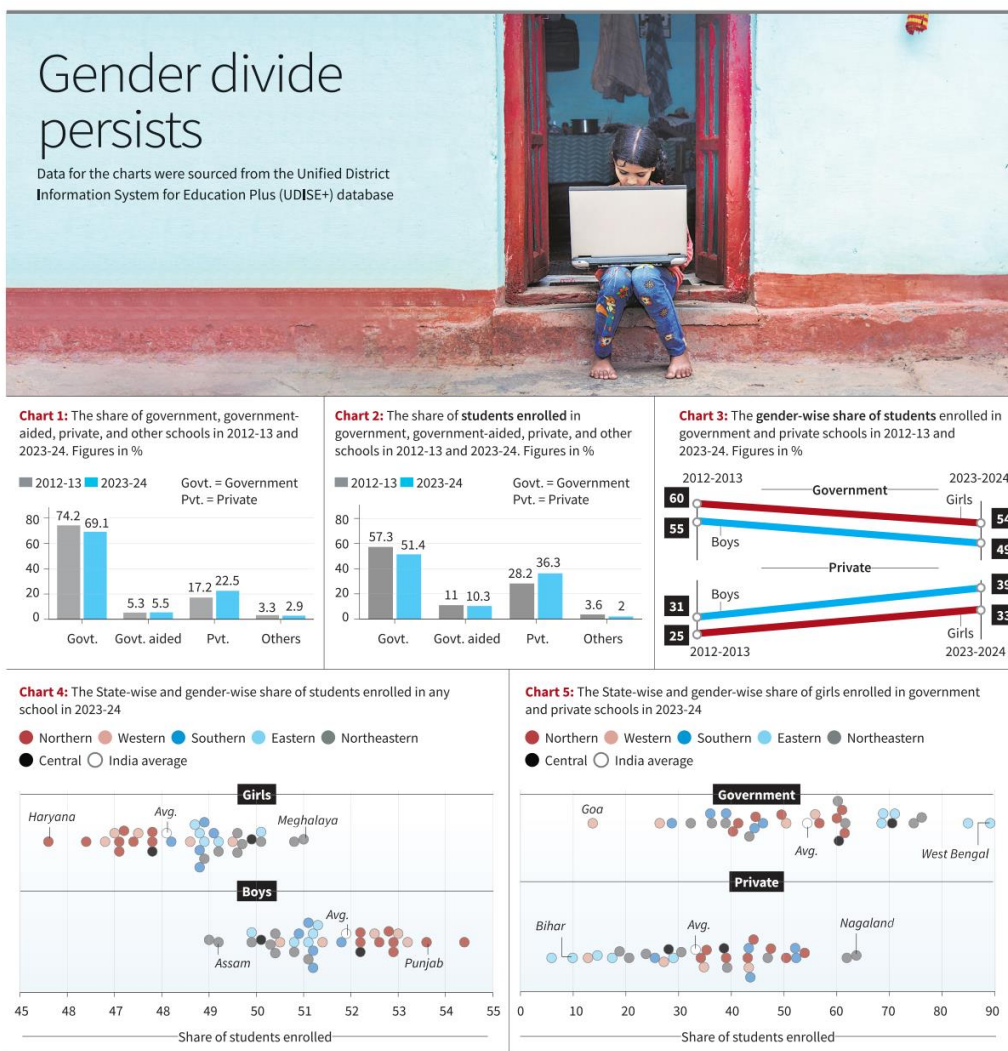 Gender divide
persists
Data for the charts were sourced from the Unified District
Information System for Education Plus (UDISE+) database
Chart 1: The share of government, government-
aided, private, and other schools in 2012-13 and
2023-24. Figures in %
2012-13 2023-24 Govt. = Government
Pvt. = Private
80
60
40
20
0
74.2 69.1
5.3 5.5
17.2 22.5
3.3 2.9
Govt. Govt. aided Pvt. Others
Chart 2: The share of students enrolled in
government, government-aided, private, and other
schools in 2012-13 and 2023-24. Figures in %
2012-13 2023-24 Govt. = Government
Pvt. = Private
80
60
40
20
0
57.3 51.4
11 10.3
28.2 36.3
3.6 2
Govt. Govt. aided Pvt. Others
Chart 3: The gender-wise share of students enrolled in
government and private schools in 2012-13 and
2023-24. Figures in %
2012-2013 2023-2024
Government
60 Girls 54
55 Boys 49
Private
31 Boys 39
25 Girls 33
2012-2013 2023-2024
Chart 4: The State-wise and gender-wise share of students enrolled in any
school in 2023-24
Northern Western Southern Eastern Northeastern
Central India average
Girls
Haryana Avg. Meghalaya
Boys
Avg.
Assam Punjab
45 48 47 48 49 50 51 52 53 54 55
Share of students enrolled
Chart 5: The State-wise and gender-wise share of girls enrolled in government
and private schools in 2023-24
Northern Western Southern Eastern Northeastern
Central India average
Government
Goa
Avg. West Bengal
Private
Bihar Avg. Nagaland
0 10 20 30 40 50 60 70 80 90
Share of students enrolled